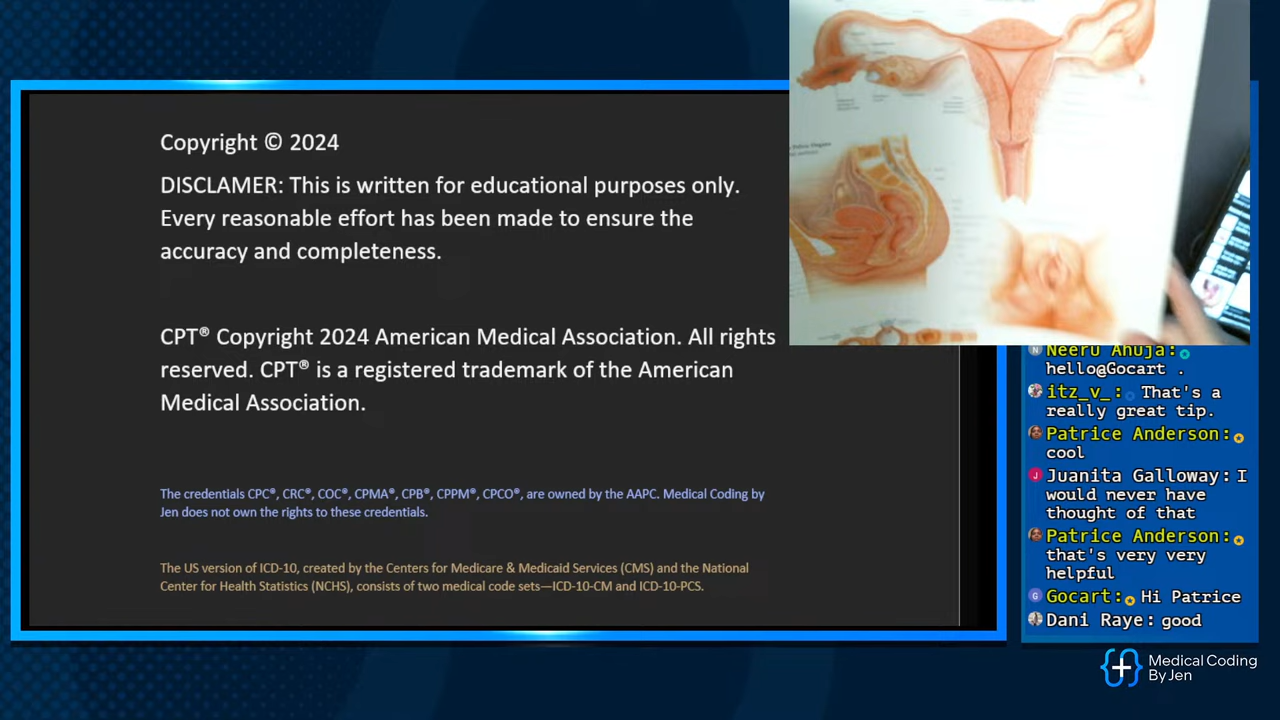 Copyright © 2024
DISCLAMER: This is written for educational purposes only.
Every reasonable effort has been made to ensure the
accuracy and completeness.
CPT® Copyright 2024 American Medical Association. All rights
reserved. CPT® is a registered trademark of the American
Medical Association.
The credentials CPC®, CRC®, COC®, CPMA®, CPB®, CPPM®, CPCO®, are owned by the AAPC. Medical Coding by
Jen does not own the rights to these credentials.
The US version of ICD-10, created by the Centers for Medicare & Medicaid Services (CMS) and the National
Center for Health Statistics (NCHS), consists of two medical code sets—ICD-10-CM and ICD-10-PCS.
N Neeru Ahuja:
hello@Gocart .
itz_v_: That's a
really great tip.
Patrice Anderson:
cool
J Juanita Galloway: I
would never have
thought of that
Patrice Anderson:
that's very very
helpful
G Gocart: Hi Patrice
Dani Raye: good
Medical Coding
By Jen